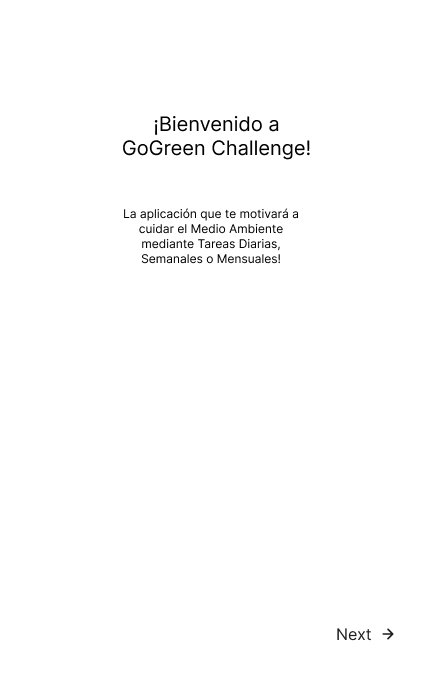 ¡Bienvenido a
GoGreen Challenge!
La aplicación que te motivará a
cuidar el Medio Ambiente
mediante Tareas Diarias,
Semanales o Mensuales!
Next →